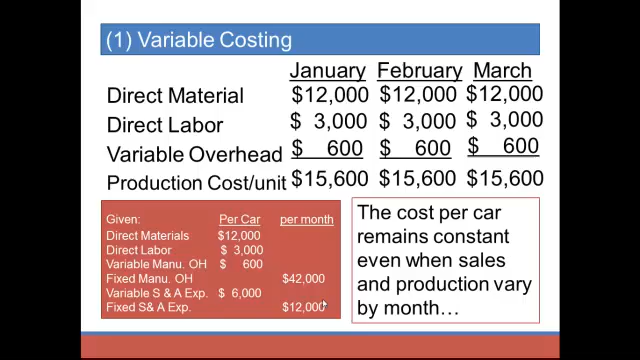 (1) Variable Costing
January February March
Direct Material $12,000 $12,000 $12,000
Direct Labor $ 3,000 $ 3,000 $ 3,000
Variable Overhead $ 600 $ 600 $ 600
Production Cost/unit $15,600 $15,600 $15,600
Given: Per Car per month
Direct Materials $12,000
Direct Labor $ 3,000
Variable Manu. OH $ 600
Fixed Manu. OH $42,000
Variable S & A Exp. $ 6,000
Fixed S& A Exp. $12,000
The cost per car
remains constant
even when sales
and production vary
by month…